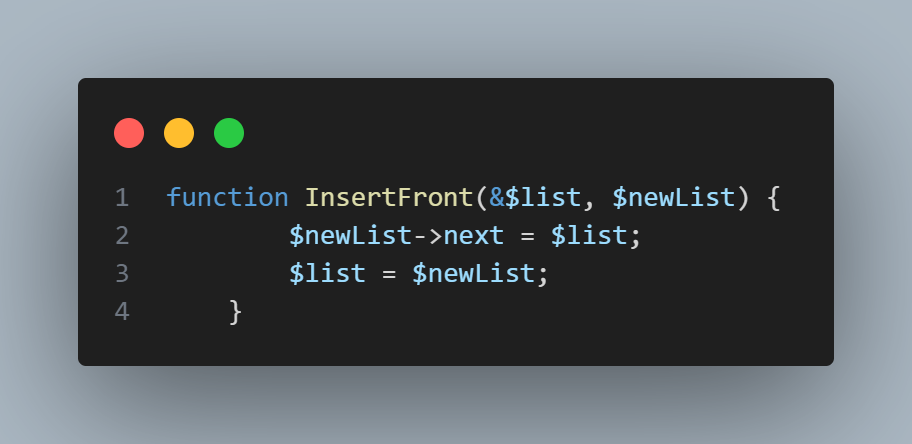 1 function InsertFront(&$list, $newList) {
2 $newList->next = $list;
3 $list = $newList;
4 }